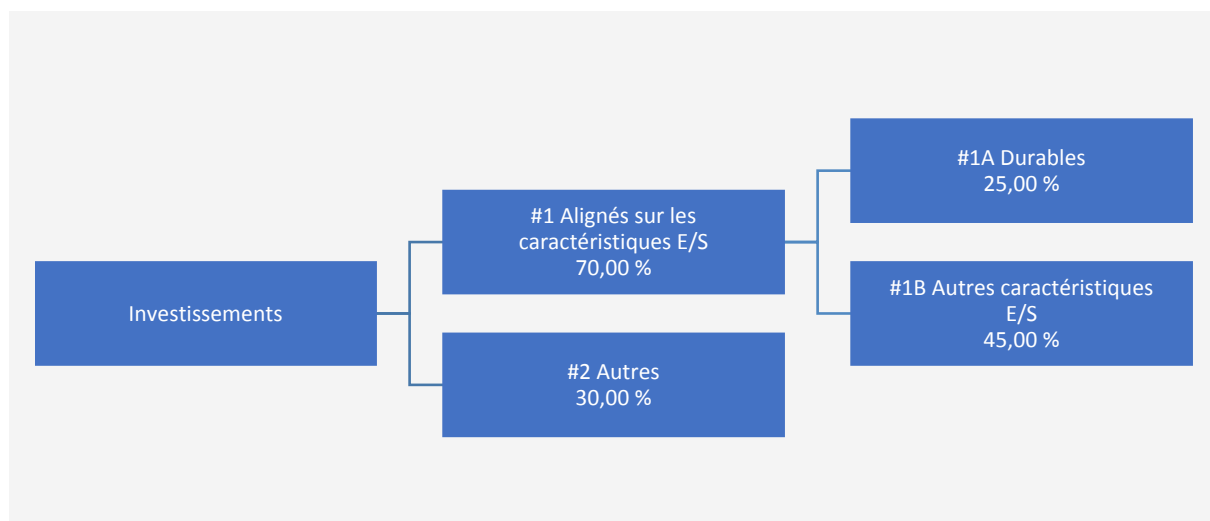 Investissements
#1 Alignés sur les
caractéristiques E/S
70,00 %
#2 Autres
30,00 %
#1A Durables
25,00 %
#1B Autres caractéristiques
E/S
45,00 %